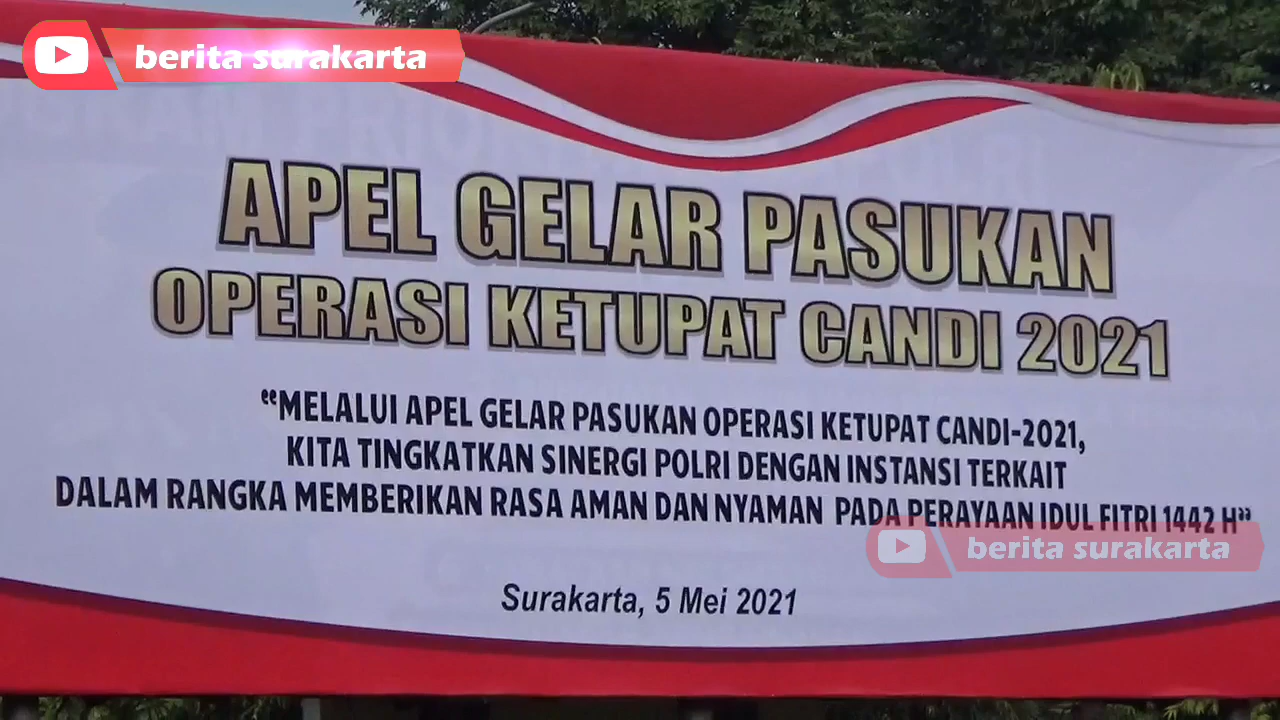 berita surakarta
APEL GELAR PASUKAN
OPERASI KETUPAT CANDI 2021
“MELALUI APEL GELAR PASUKAN OPERASI KETUPAT CANDI-2021,
KITA TINGKATKAN SINERGI POLRI DENGAN INSTANSI TERKAIT
DALAM RANGKA MEMBERIKAN RASA AMAN DAN NYAMAN PADA PERAYAAN IDUL FITRI 1442 H”
berita surakarta
Surakarta, 5 Mei 2021